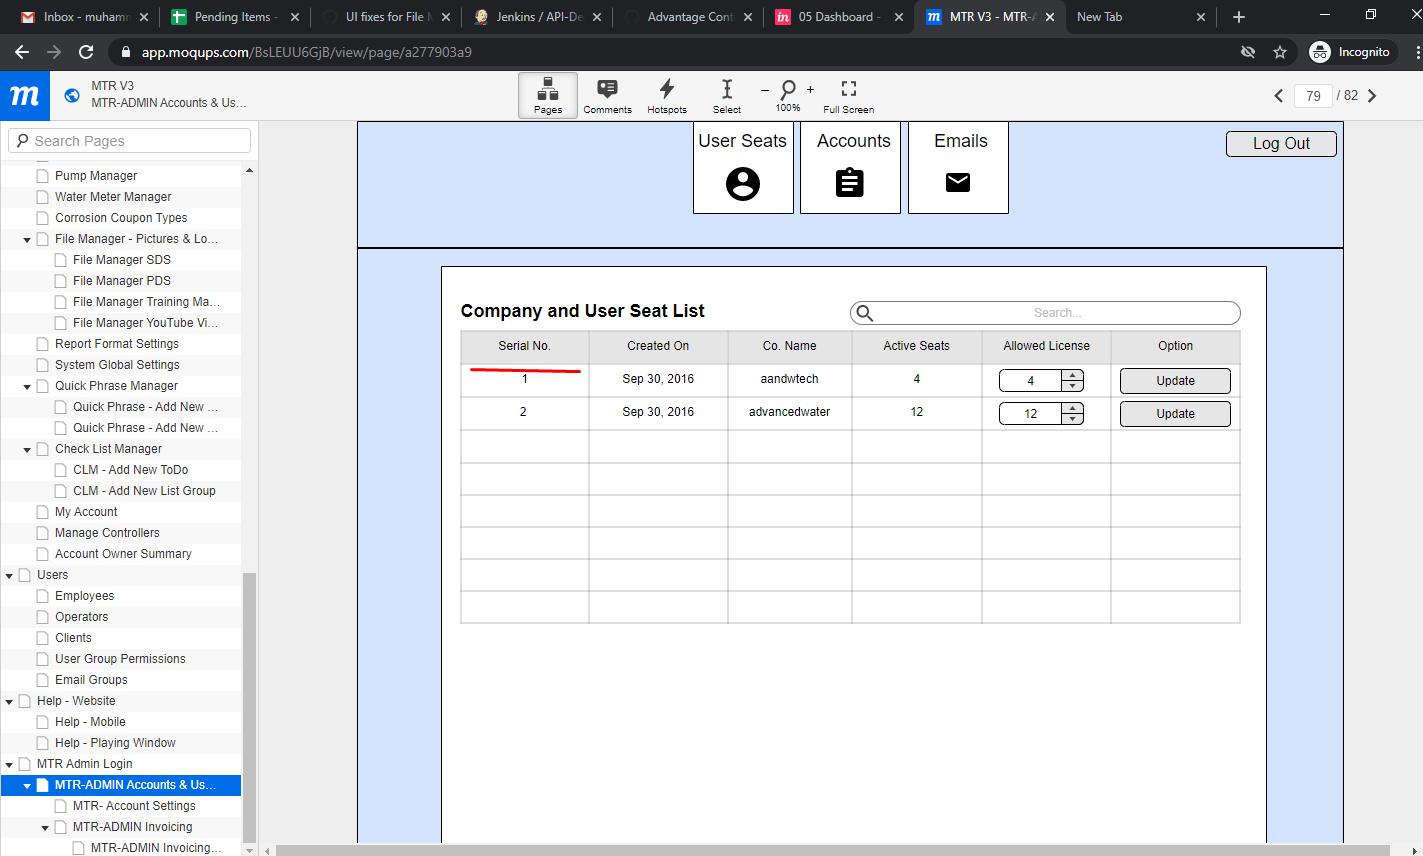 Inbox - muhamn
Pending Items -
UI fixes for File M
Jenkins / API-De
Advantage Cont
05 Dashboard -
MTR V3 - MTR-A
New Tab
app.moqups.com/BsLEUU6GjB/view/page/a277903a9
Incognito
MTR V3
MTR-ADMIN Accounts & Us...
Pages
Comments
Hotspots
Select
100%
Full Screen
79 / 82
Search Pages
Pump Manager
Water Meter Manager
Corrosion Coupon Types
File Manager - Pictures & Lo...
File Manager SDS
File Manager PDS
File Manager Training Ma...
File Manager YouTube Vi...
Report Format Settings
System Global Settings
Quick Phrase Manager
Quick Phrase - Add New ...
Quick Phrase - Add New ...
Check List Manager
CLM - Add New ToDo
CLM - Add New List Group
My Account
Manage Controllers
Account Owner Summary
Users
Employees
Operators
Clients
User Group Permissions
Email Groups
Help - Website
Help - Mobile
Help - Playing Window
MTR Admin Login
MTR-ADMIN Accounts & Us...
MTR- Account Settings
MTR-ADMIN Invoicing
MTR-ADMIN Invoicing...
User Seats
Accounts
Emails
Log Out
Company and User Seat List
Search...
Serial No. Created On Co. Name Active Seats Allowed License Option
1 Sep 30, 2016 aandwtech 4 4 Update
2 Sep 30, 2016 advancedwater 12 12 Update